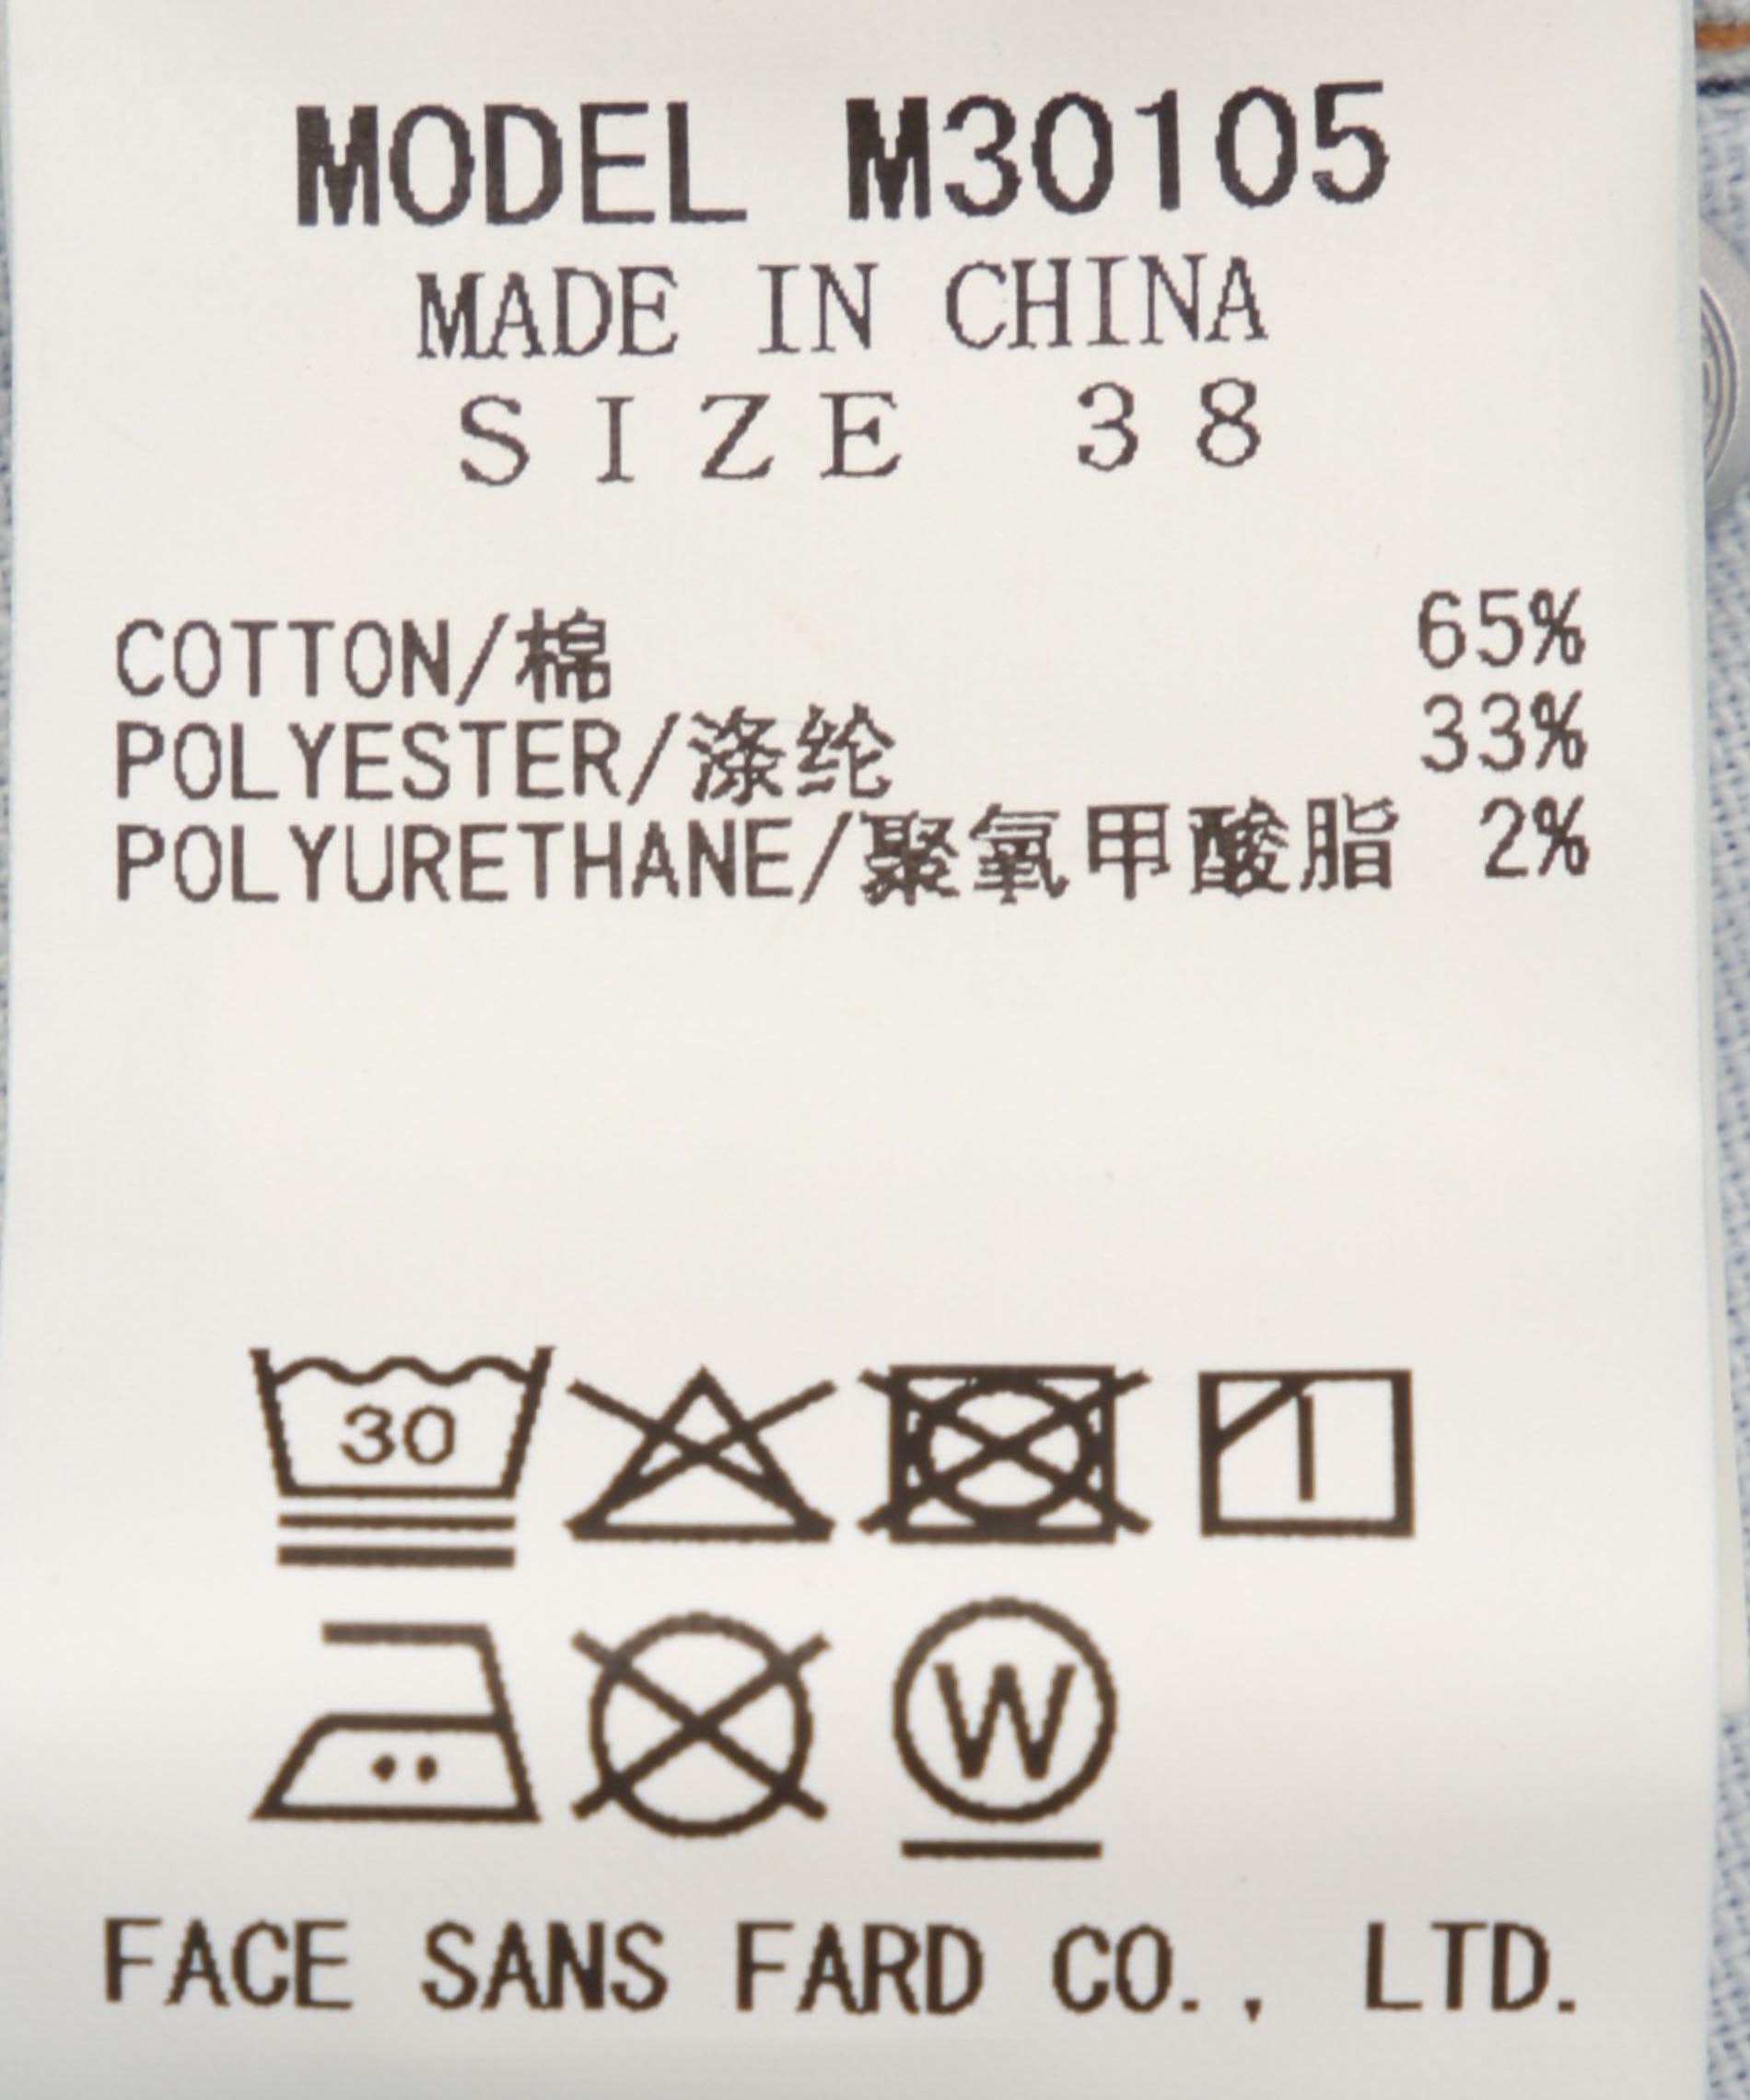 MODEL M30105
MADE IN CHINA
SIZE 38
COTTON/棉 65%
POLYESTER/涤纶 33%
POLYURETHANE/聚氧甲酸脂 2%
30
W
FACE SANS FARD CO., LTD.